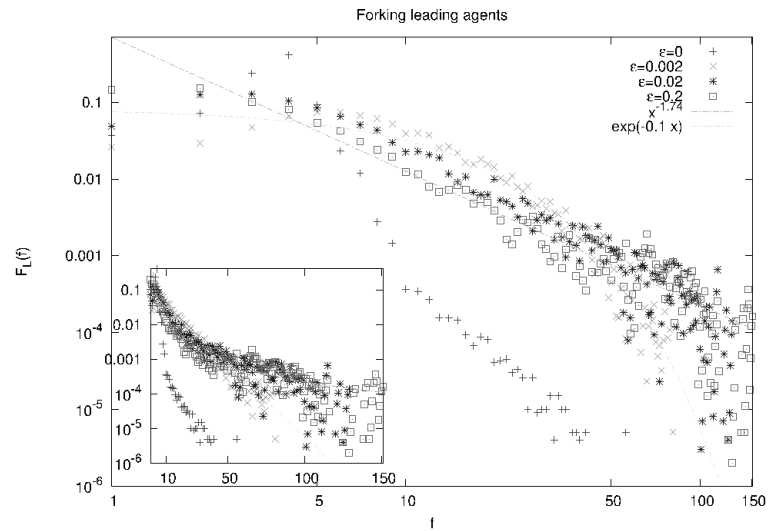 Forking leading agents
ε=0
ε=0.002
ε=0.02
ε=0.2
x^-1.74
exp(-0.1 x)
0.1
0.01
0.001
10^-4
10^-5
10^-6
F_L(f)
1 5 10 50 100 150
f
0.1
0.01
0.001
10^-4
10^-5
10^-6
10 50 100 150